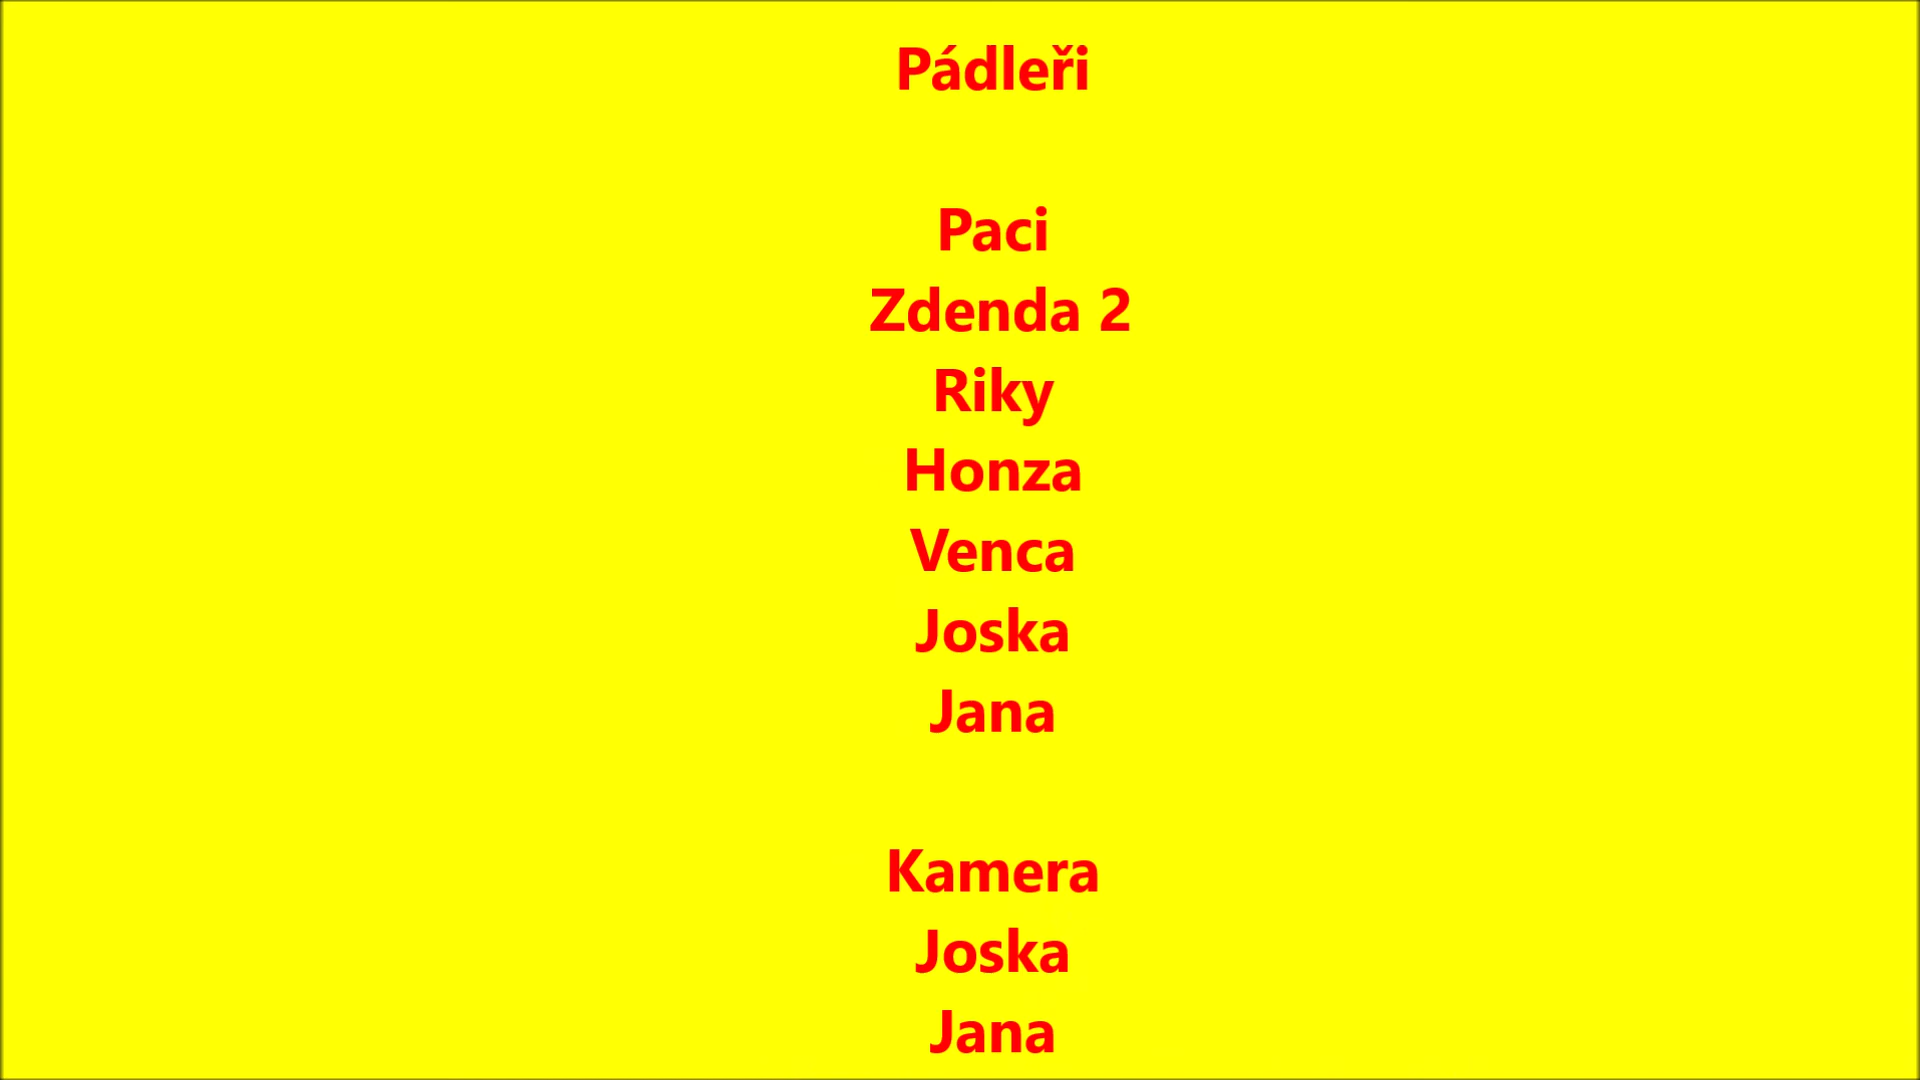 Pádleři
Paci
Zdenda 2
Riky
Honza
Venca
Joska
Jana
Kamera
Joska
Jana